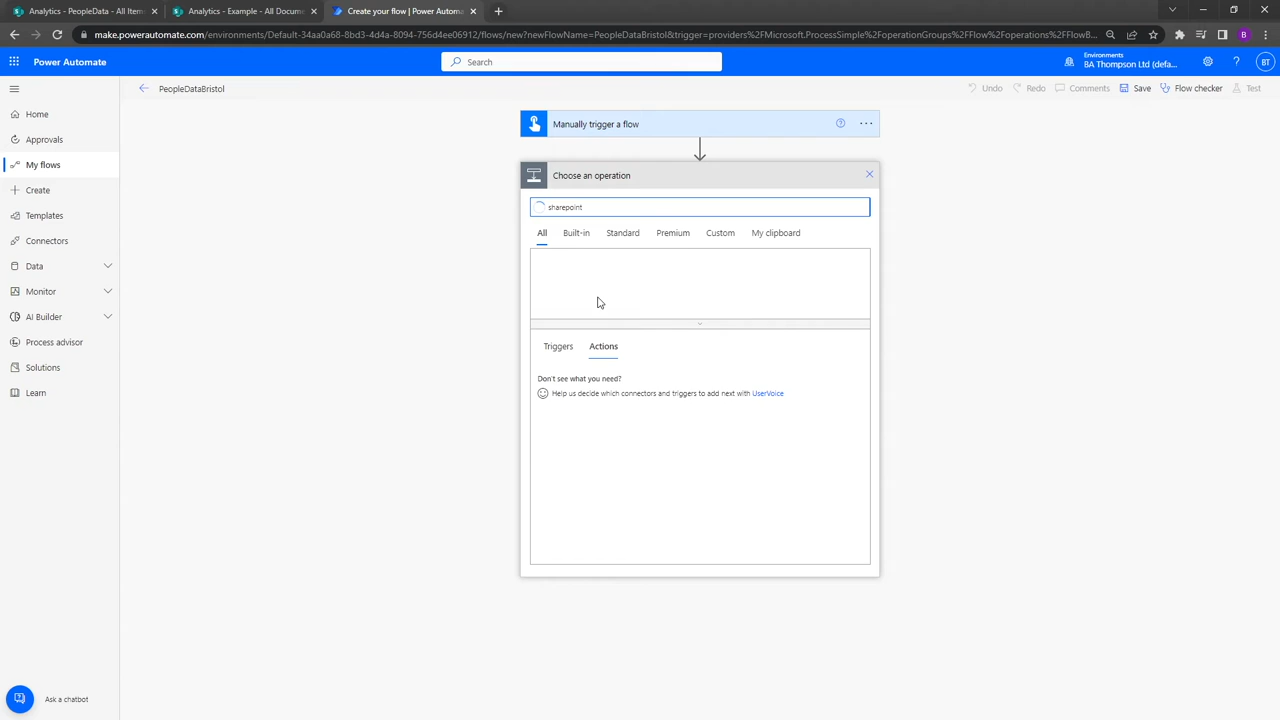 Analytics - PeopleData - All Items
Analytics - Example - All Docume
Create your flow | Power Automa
make.powerautomate.com/environments/Default-34aa0a68-8bd3-4d4a-8094-756d4ee06912/flows/new?newFlowName=PeopleDataBristol&trigger=providers%2FMicrosoft.ProcessSimple%2FoperationGroups%2FFlow%2Foperations%2FFlowB...
B
Power Automate
Search
Environments
BA Thompson Ltd (defa...
BT
PeopleDataBristol
Undo
Redo
Comments
Save
Flow checker
Test
Home
Approvals
My flows
Create
Templates
Connectors
Data
Monitor
AI Builder
Process advisor
Solutions
Learn
Ask a chatbot
Manually trigger a flow
Choose an operation
sharepoint
All Built-in Standard Premium Custom My clipboard
Triggers Actions
Don't see what you need?
Help us decide which connectors and triggers to add next with UserVoice